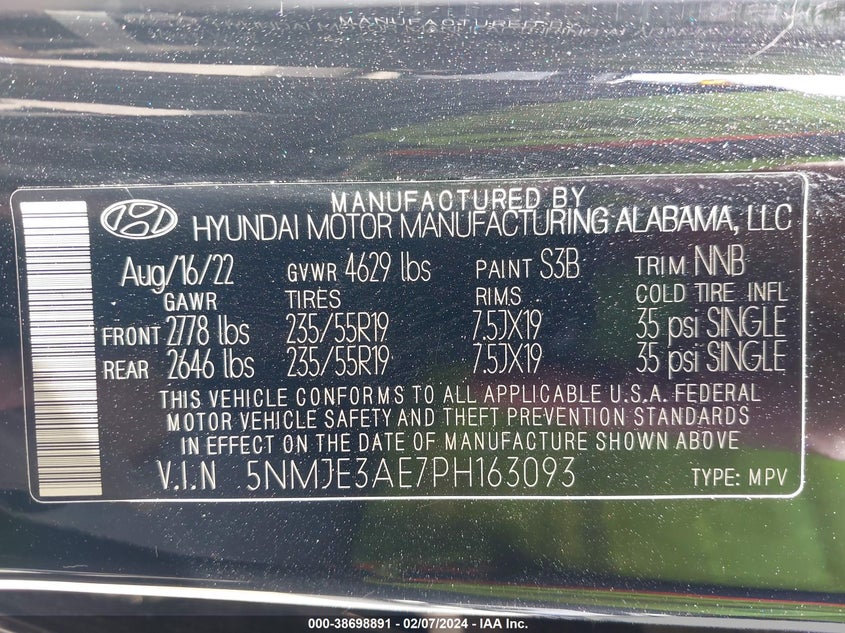 MANUFACTURED BY
HYUNDAI MOTOR MANUFACTURING ALABAMA, LLC
Aug/16/22 GVWR 4629 lbs PAINT S3B TRIM NNB
GAWR TIRES RIMS COLD TIRE INFL
FRONT 2778 lbs 235/55R19 7.5JX19 35 psi SINGLE
REAR 2646 lbs 235/55R19 7.5JX19 35 psi SINGLE
THIS VEHICLE CONFORMS TO ALL APPLICABLE U.S.A. FEDERAL
MOTOR VEHICLE SAFETY AND THEFT PREVENTION STANDARDS
IN EFFECT ON THE DATE OF MANUFACTURE SHOWN ABOVE
V.I.N 5NMJE3AE7PH163093 TYPE: MPV
000-38698891 - 02/07/2024 - © IAA Inc.